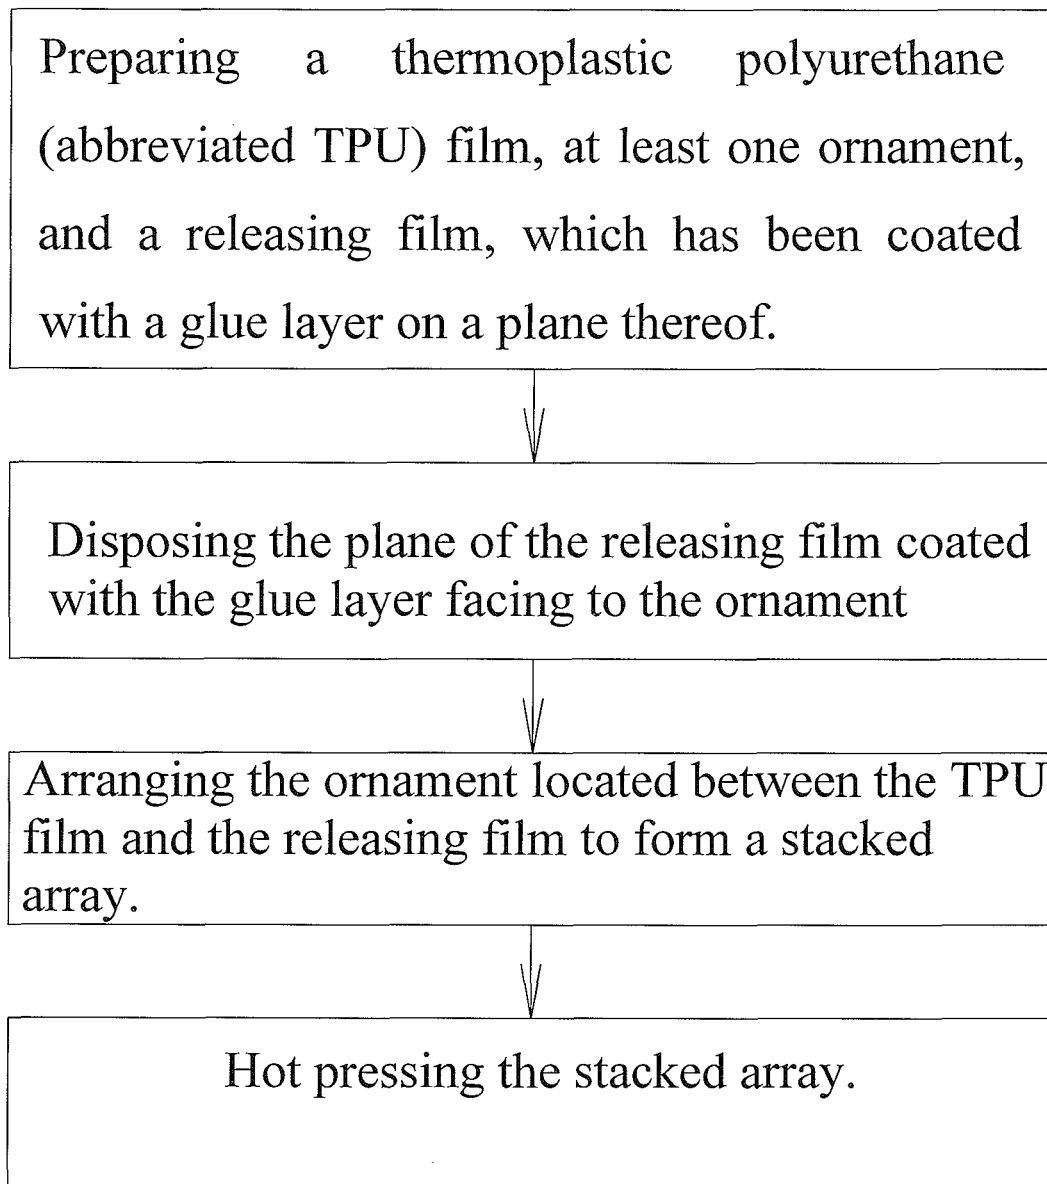 Preparing a thermoplastic polyurethane
(abbreviated TPU) film, at least one ornament,
and a releasing film, which has been coated
with a glue layer on a plane thereof.
Disposing the plane of the releasing film coated
with the glue layer facing to the ornament
Arranging the ornament located between the TPU
film and the releasing film to form a stacked
array.
Hot pressing the stacked array.